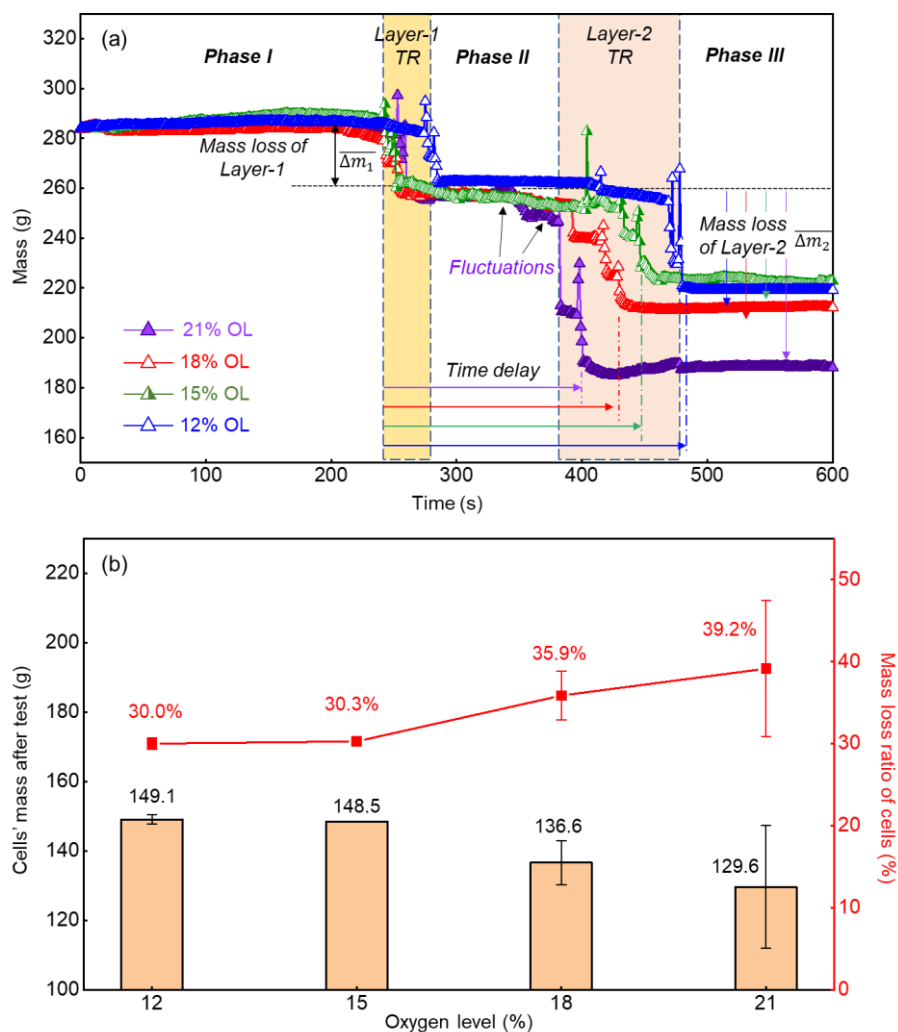 (a)
Phase I
Layer-1
TR
Phase II
Layer-2
TR
Phase III
Mass loss of
Layer-1
Δm₁
Fluctuations
Mass loss
of Layer-2
Δm₂
21% OL
18% OL
15% OL
12% OL
Time delay
320
300
280
260
240
220
200
180
160
Mass (g)
0 100 200 300 400 500 600
Time (s)
(b)
220
200
180
160
140
120
100
Cells' mass after test (g)
30.0%
30.3%
35.9%
39.2%
149.1
148.5
136.6
129.6
50
40
30
20
10
0
Mass loss ratio of cells (%)
12 15 18 21
Oxygen level (%)